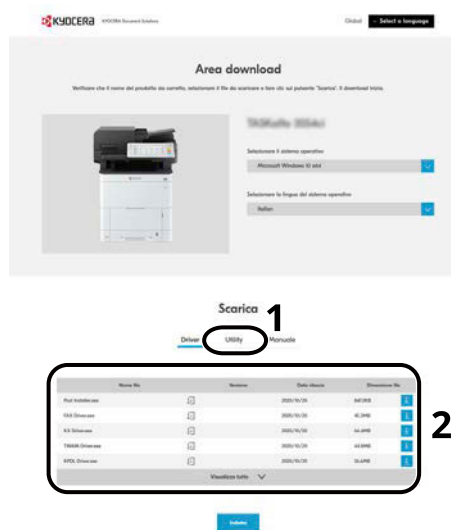 KYOCERA Document Solutions
Global Select a language
Area download
Verificare che il nome del prodotto sia corretto, selezionare il file da scaricare e fare clic sul pulsante "Scarica". Il download inizia.
Selezionare il sistema operativo
Microsoft Windows 10 x64
Selezionare la lingua del sistema operativo
Italian
Scarica
1
Driver Utility Manuale
Nome file Versione Data rilascio Dimensione file
2020/10/20
FAX Driver.exe 2020/10/20
KX Driver.exe 2020/10/20
TWAIN Driver.exe 2020/10/20
KPDL Driver.exe 2020/10/20
Visualizza tutto
2
Indietro